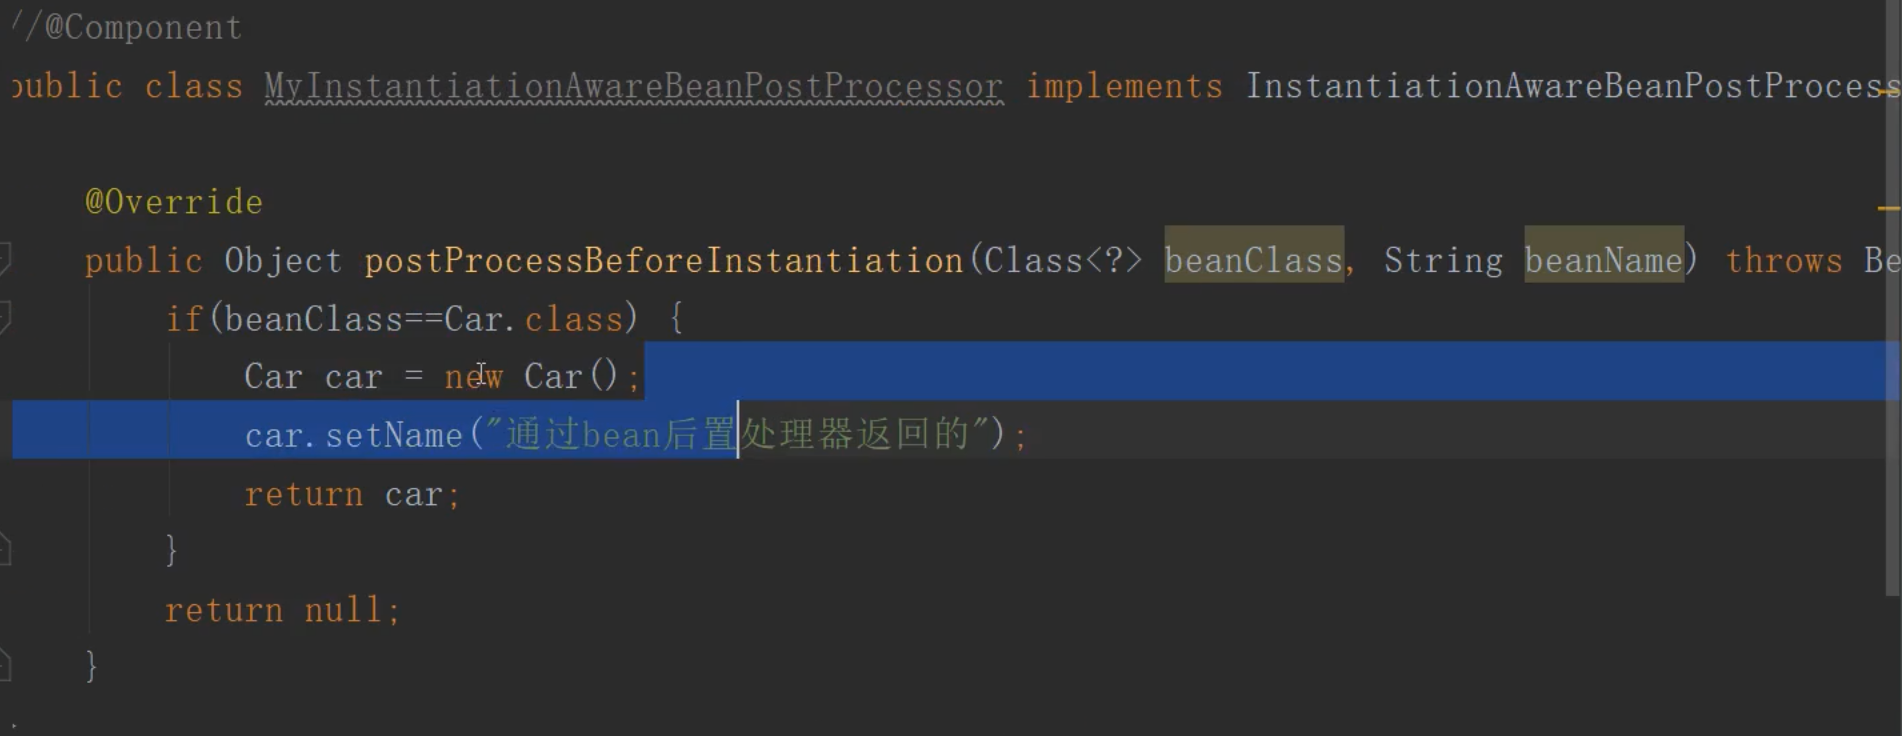 //@Component
public class MyInstantiationAwareBeanPostProcessor implements InstantiationAwareBeanPostProcess
@Override
public Object postProcessBeforeInstantiation(Class<?> beanClass, String beanName) throws Be
if(beanClass==Car.class) {
Car car = new Car();
car.setName("通过bean后置处理器返回的");
return car;
}
return null;
}